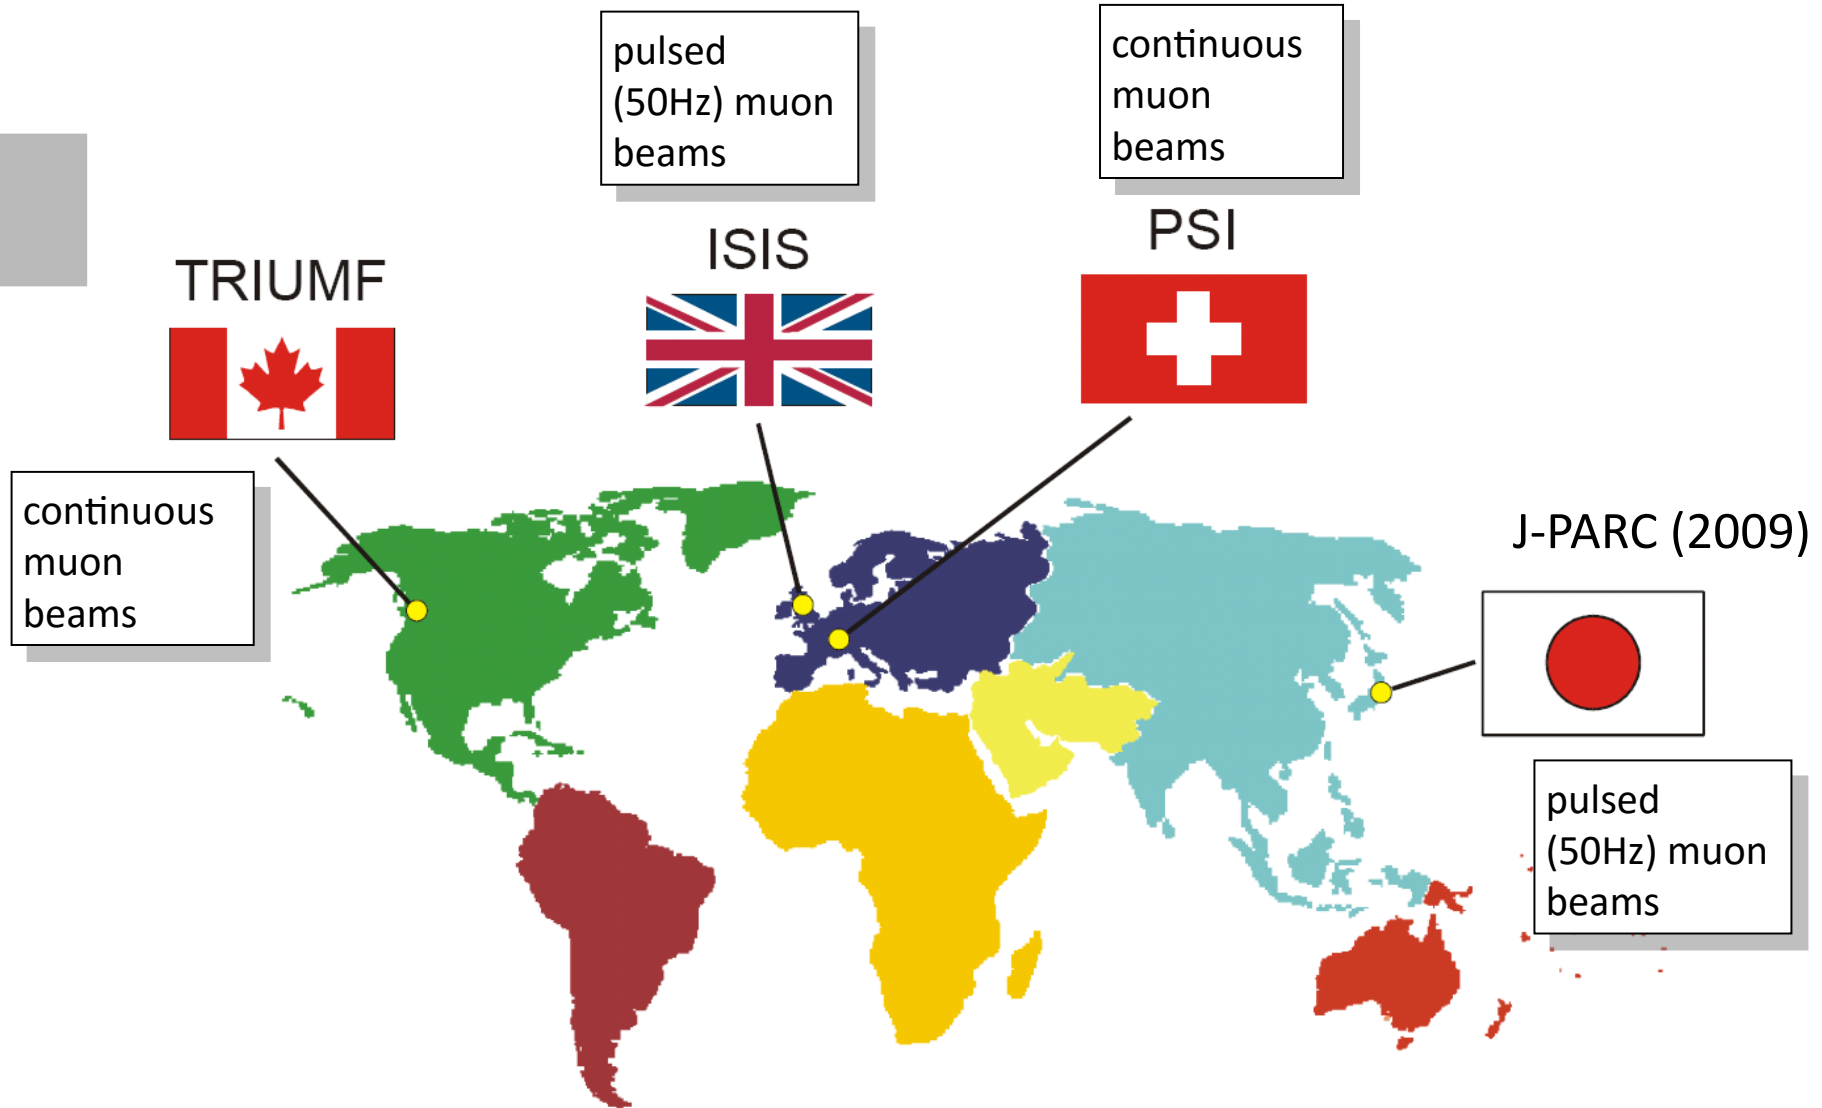 pulsed
(50Hz) muon
beams
continuous
muon
beams
ISIS
PSI
TRIUMF
continuous
muon
beams
J-PARC (2009)
pulsed
(50Hz) muon
beams